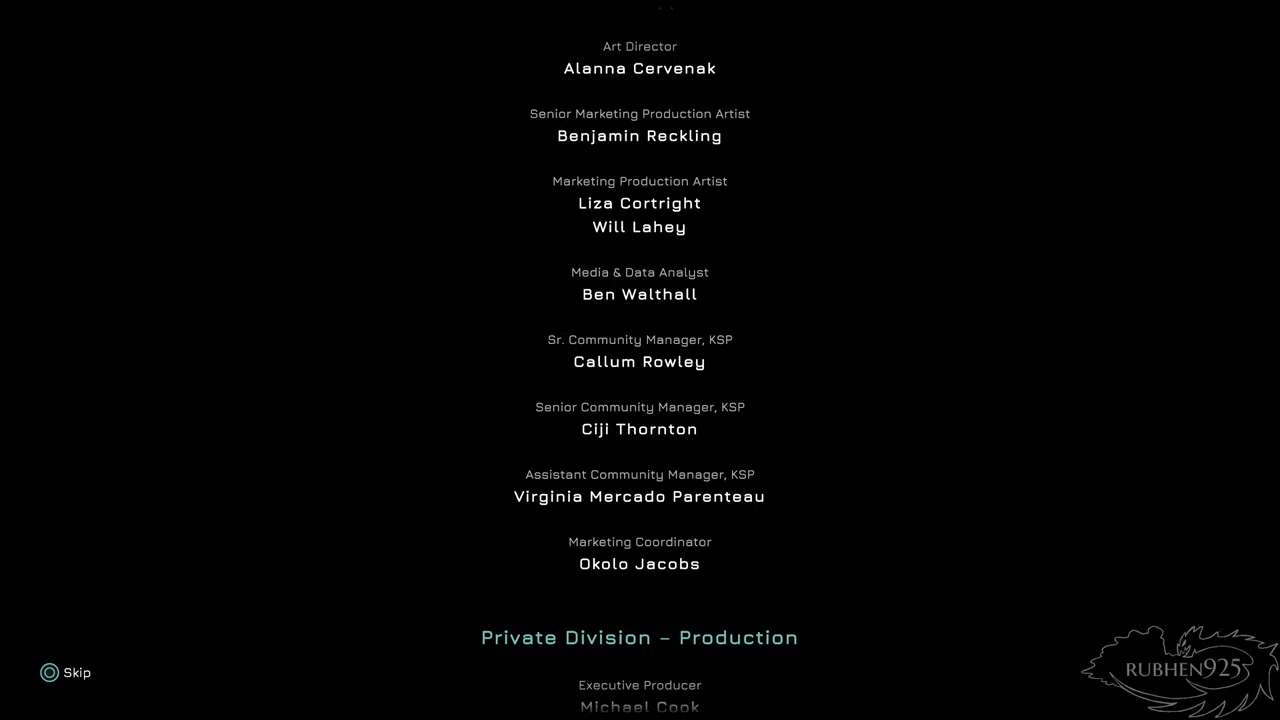 Art Director
Alanna Cervenak
Senior Marketing Production Artist
Benjamin Reckling
Marketing Production Artist
Liza Cortright
Will Lahey
Media & Data Analyst
Ben Walthall
Sr. Community Manager, KSP
Callum Rowley
Senior Community Manager, KSP
Ciji Thornton
Assistant Community Manager, KSP
Virginia Mercado Parenteau
Marketing Coordinator
Okolo Jacobs
Private Division – Production
Executive Producer
Michael Cook
Skip
RUBHEN925